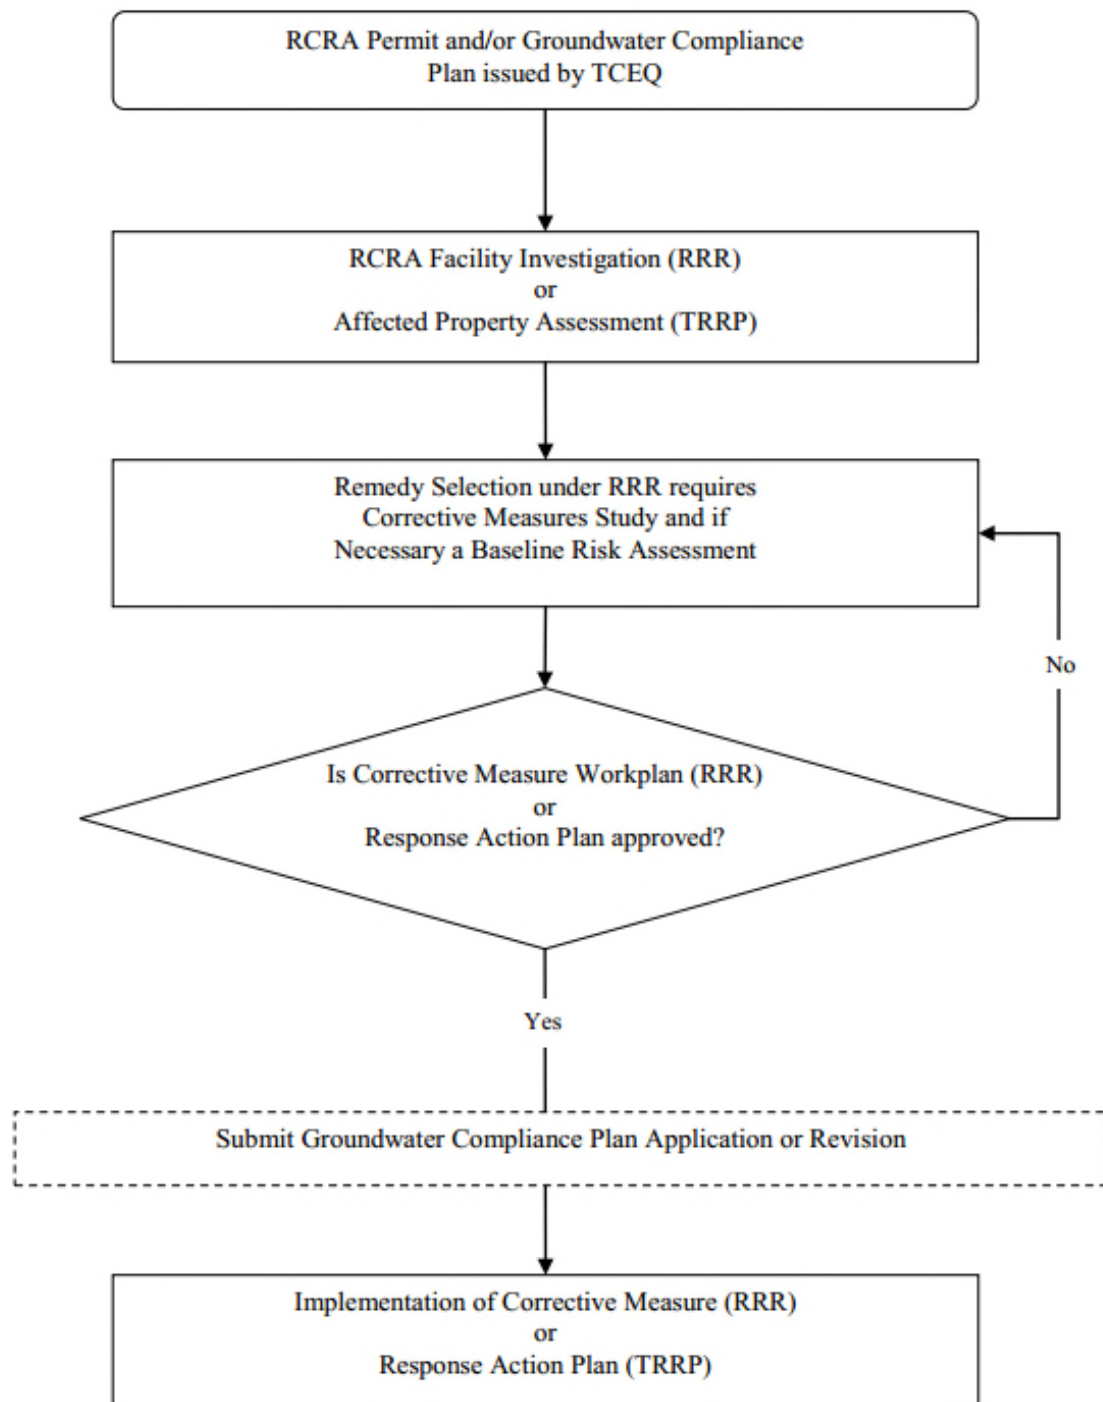 RCRA Permit and/or Groundwater Compliance
Plan issued by TCEQ
RCRA Facility Investigation (RRR)
or
Affected Property Assessment (TRRP)
Remedy Selection under RRR requires
Corrective Measures Study and if
Necessary a Baseline Risk Assessment
No
Is Corrective Measure Workplan (RRR)
or
Response Action Plan approved?
Yes
Submit Groundwater Compliance Plan Application or Revision
Implementation of Corrective Measure (RRR)
or
Response Action Plan (TRRP)